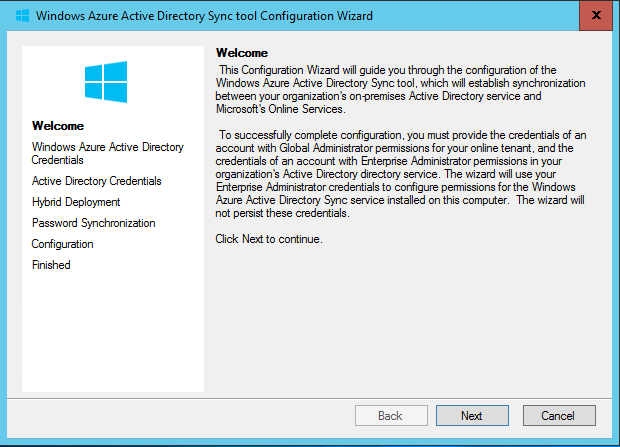 Windows Azure Active Directory Sync tool Configuration Wizard
x
Welcome
Windows Azure Active Directory
Credentials
Active Directory Credentials
Hybrid Deployment
Password Synchronization
Configuration
Finished
Welcome
This Configuration Wizard will guide you through the configuration of the
Windows Azure Active Directory Sync tool, which will establish synchronization
between your organization's on-premises Active Directory service and
Microsoft's Online Services.
To successfully complete configuration, you must provide the credentials of an
account with Global Administrator permissions for your online tenant, and the
credentials of an account with Enterprise Administrator permissions in your
organization's Active Directory directory service. The wizard will use your
Enterprise Administrator credentials to configure permissions for the Windows
Azure Active Directory Sync service installed on this computer. The wizard will
not persist these credentials.
Click Next to continue.
Back
Next
Cancel